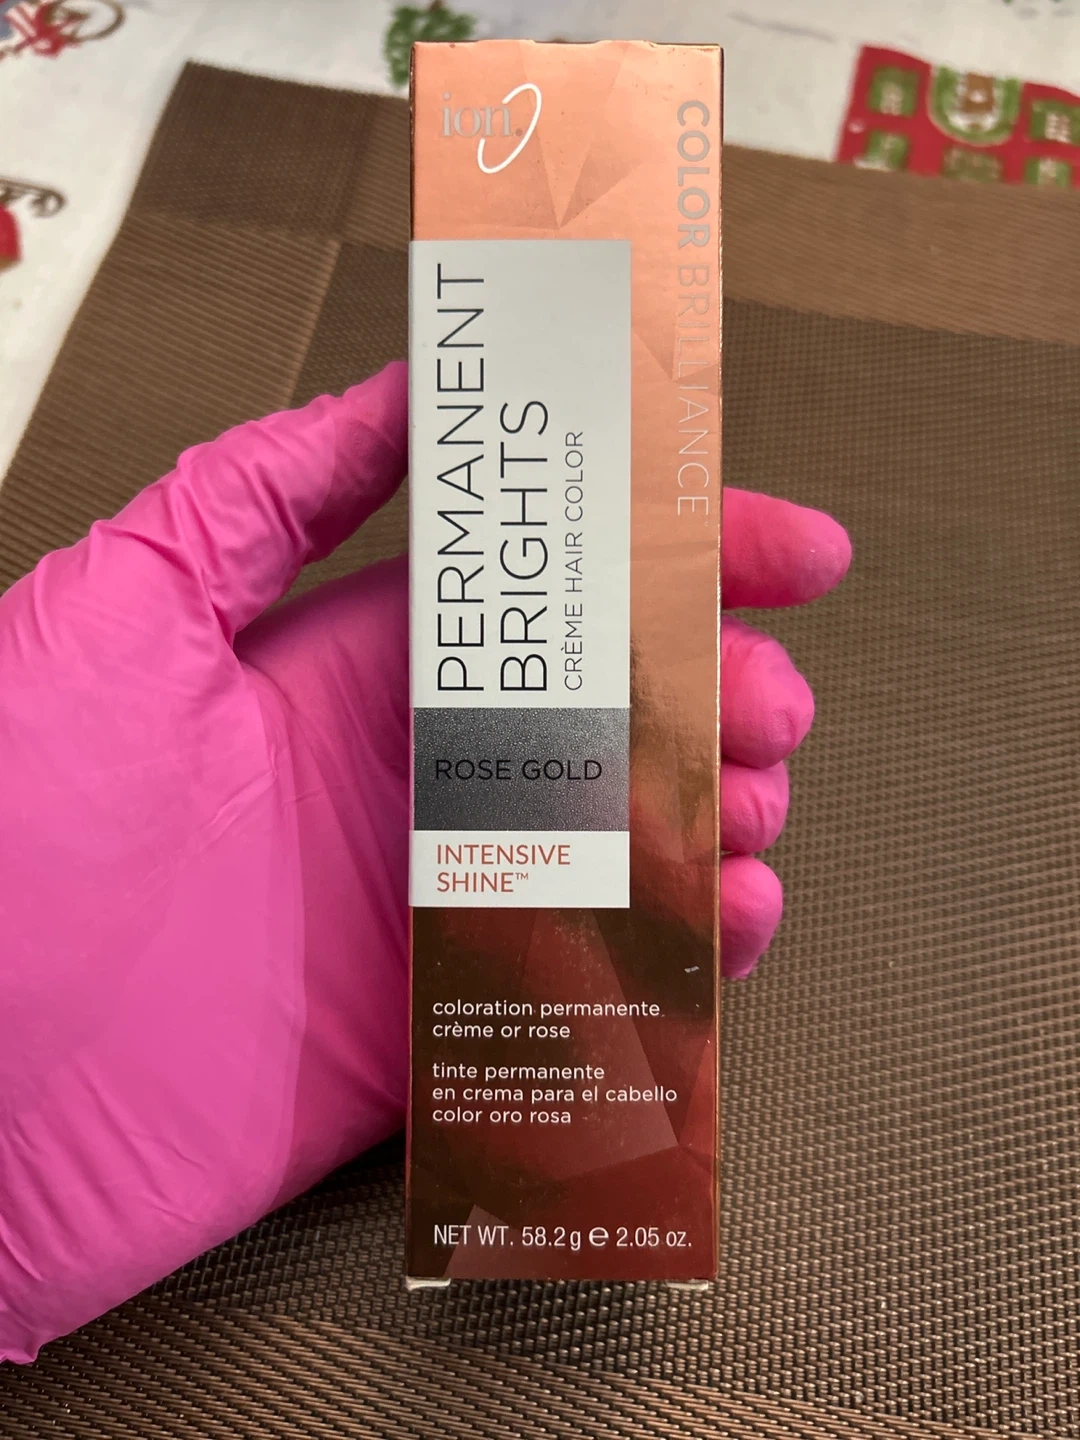 ion.
COLOR BRILLIANCE
PERMANENT
BRIGHTS
CRÈME HAIR COLOR
ROSE GOLD
INTENSIVE
SHINE™
coloration permanente
crème or rose
tinte permanente
en crema para el cabello
color oro rosa
NET WT. 58.2g e 2.05 oz.